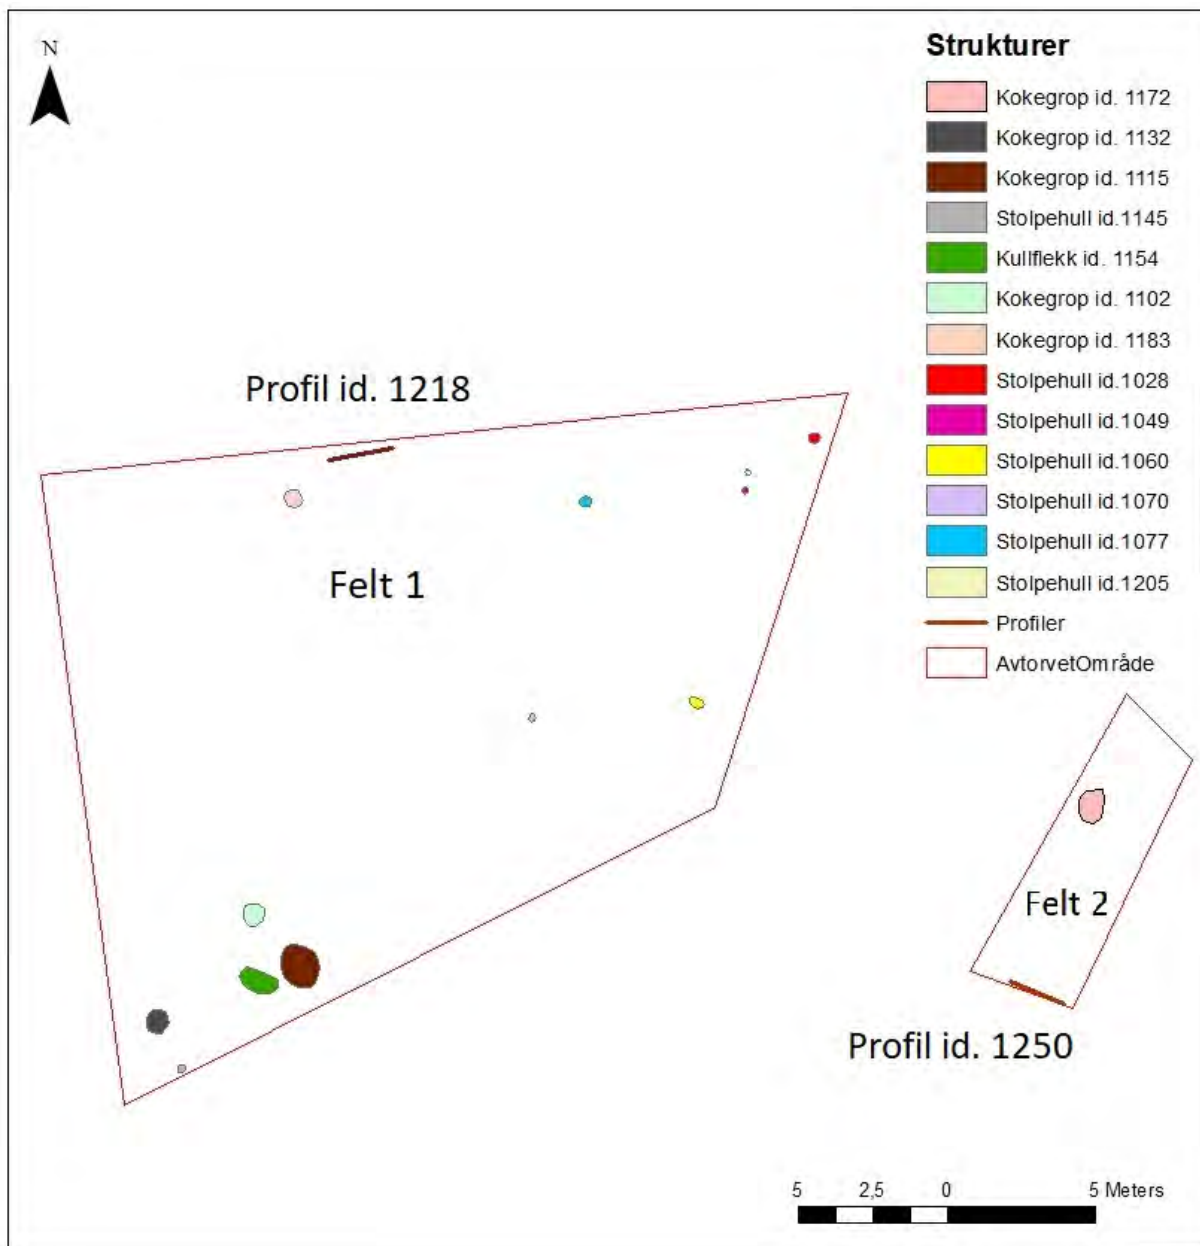 N
Strukturer
Kokegrop id. 1172
Kokegrop id. 1132
Kokegrop id. 1115
Stolpehull id.1145
Kullflekk id. 1154
Kokegrop id. 1102
Kokegrop id. 1183
Stolpehull id.1028
Stolpehull id.1049
Stolpehull id.1060
Stolpehull id.1070
Stolpehull id.1077
Stolpehull id.1205
Profiler
AvtorvetOmråde
Profil id. 1218
Felt 1
Felt 2
Profil id. 1250
5 2,5 0 5 Meters